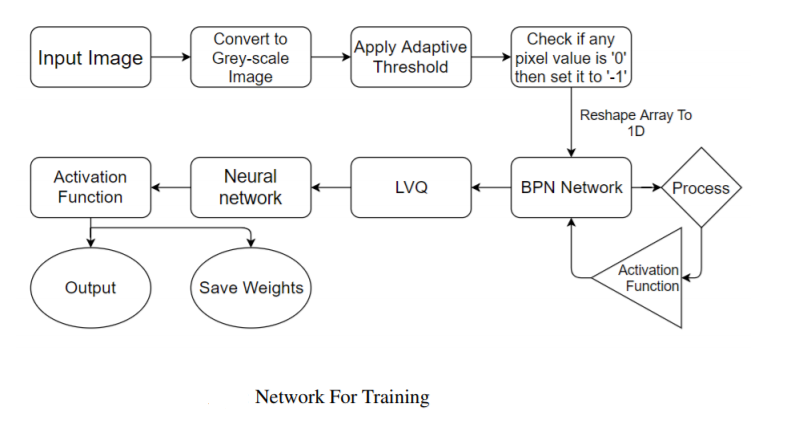 Input Image
Convert to
Grey-scale
Image
Apply Adaptive
Threshold
Check if any
pixel value is '0'
then set it to '-1'
Reshape Array To
1D
Activation
Function
Neural
network
LVQ
BPN Network
Process
Activation
Function
Output
Save Weights
Network For Training